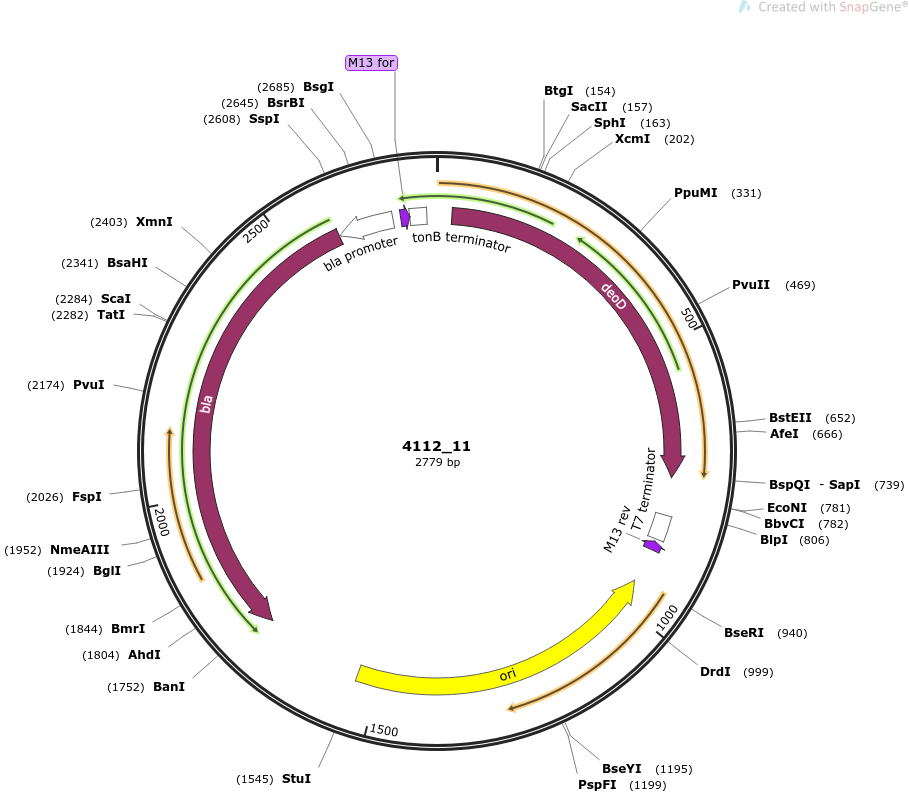 Created with SnapGene®
M13 for
(2685) BsgI
(2645) BsrBI
(2608) SspI
BtgI (154)
SacII (157)
SphI (163)
XcmI (202)
PpuMI (331)
PvuII (469)
500
BstEII (652)
AfeI (666)
BspQI - SapI (739)
EcoNI (781)
BbvCI (782)
BlpI (806)
BseRI (940)
1000
DrdI (999)
BseYI (1195)
PspFI (1199)
1500
(1545) StuI
(1752) BanI
(1804) AhdI
(1844) BmrI
(1924) BglI
(1952) NmeAIII
2000
(2026) FspI
(2174) PvuI
(2282) TatI
(2284) ScaI
(2341) BsaHI
(2403) XmnI
2500
bla promoter
tonB terminator
deoD
bla
4112_11
2779 bp
T7 terminator
M13 rev
ori